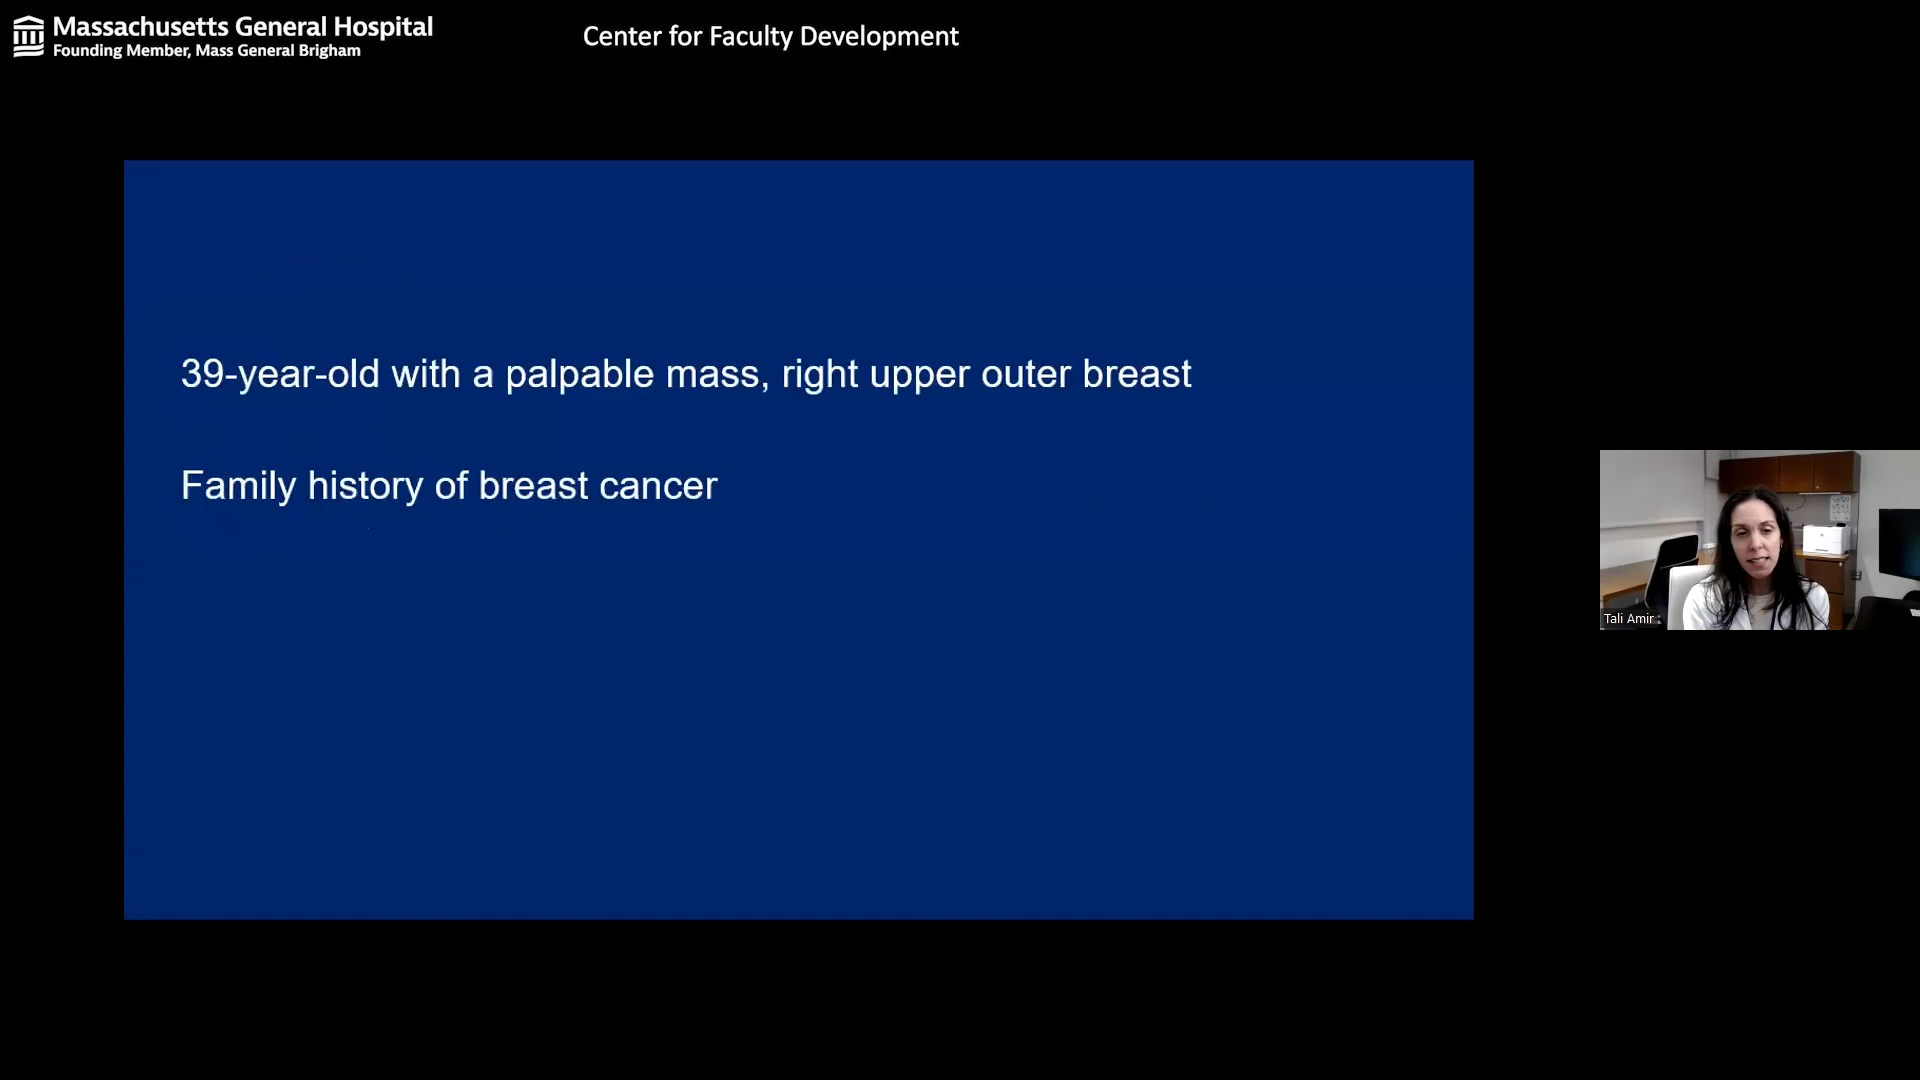 Massachusetts General Hospital
Founding Member, Mass General Brigham
Center for Faculty Development
39-year-old with a palpable mass, right upper outer breast
Family history of breast cancer
Tali Amir